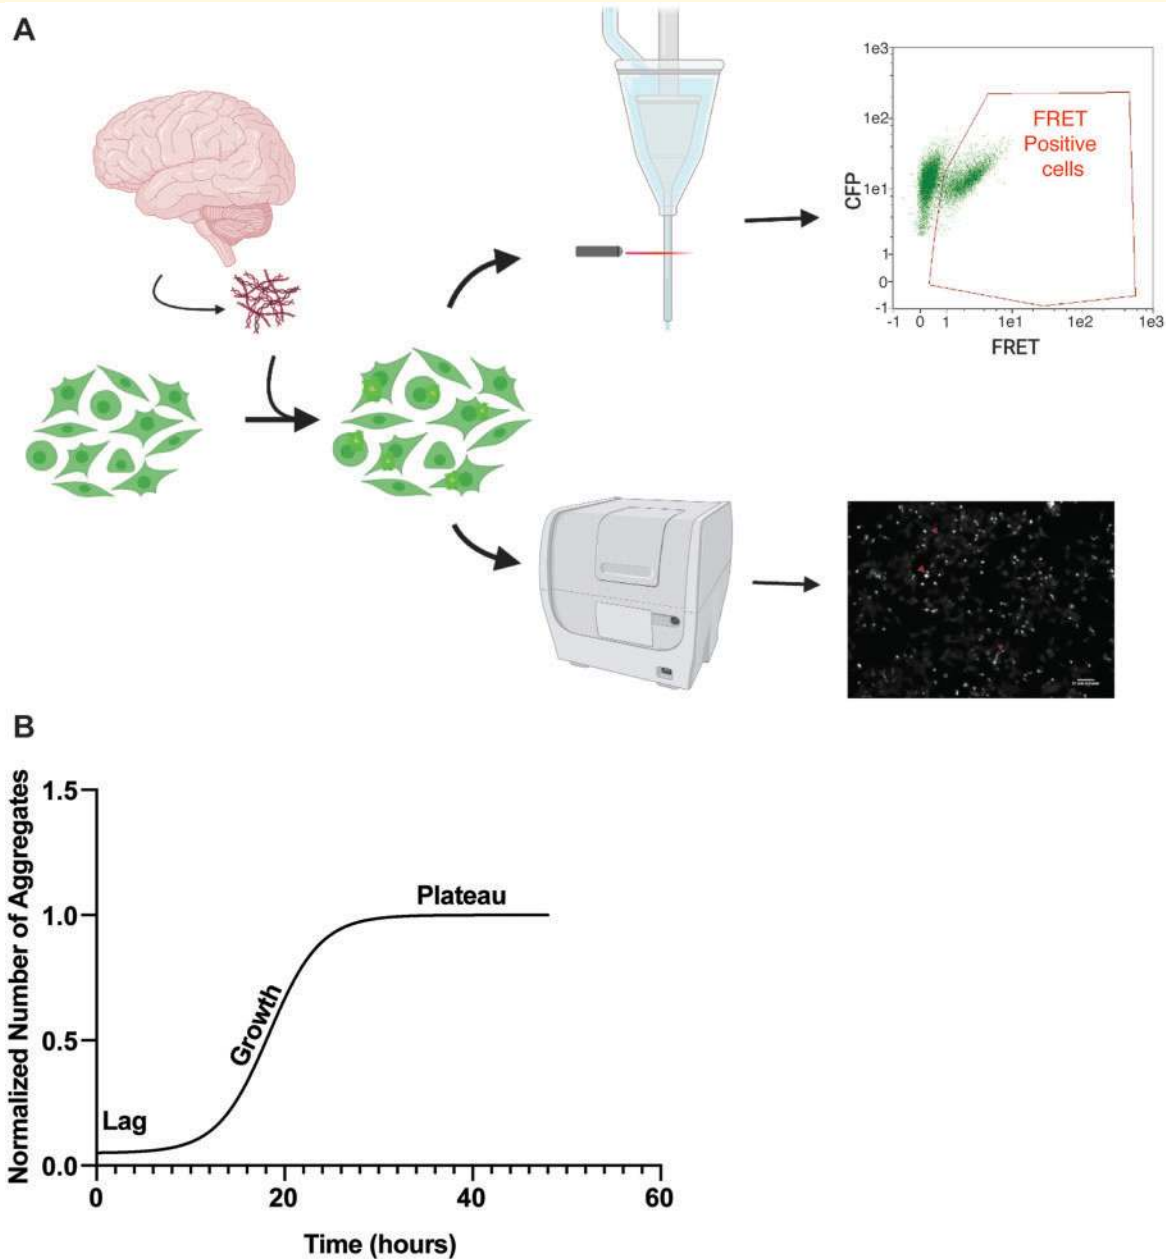 A
1e3
1e2
1e1
1
0
-1
CFP
FRET
Positive
cells
-1 0 1 1e1 1e2 1e3
FRET
B
Normalized Number of Aggregates
1.5
1.0
0.5
0.0
Lag
Growth
Plateau
0 20 40 60
Time (hours)